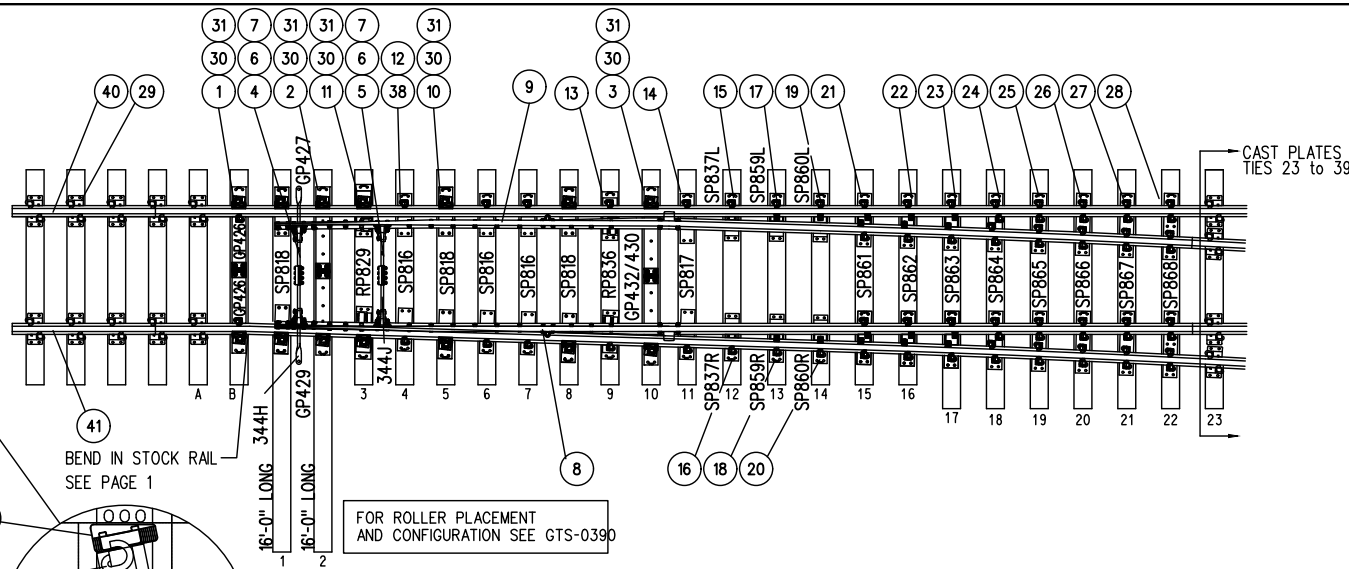 31 7 31 31 7 31 31
30 6 30 30 6 12 30 30
1 4 2 11 5 38 10 3
40 29 9 13 14 15 17 19 21 22 23 24 25 26 27 28
GP427
SP837L
SP859L
SP860L
CAST PLATES
TIES 23 to 39
GP426
GP426
SP818
RP829
SP816
SP818
SP816
SP816
SP818
RP836
GP432/430
SP817
SP861
SP862
SP863
SP864
SP865
SP866
SP867
SP868
344H
GP429
344J
SP837R
SP859R
SP860R
A B 3 4 5 6 7 8 9 10 11 12 13 14 15 16
17 18 19 20 21 22 23
41
BEND IN STOCK RAIL
SEE PAGE 1
16'-0" LONG
16'-0" LONG
8
16 18 20
FOR ROLLER PLACEMENT
AND CONFIGURATION SEE GTS-0390
1 2